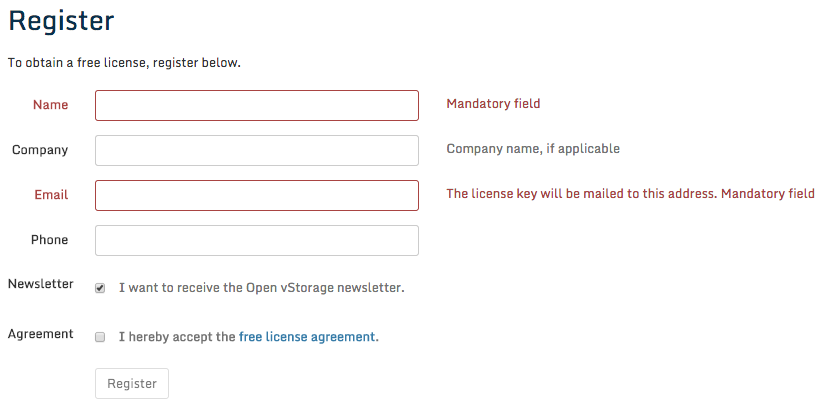 Register
To obtain a free license, register below.
Name Mandatory field
Company Company name, if applicable
Email The license key will be mailed to this address. Mandatory field
Phone
Newsletter I want to receive the Open vStorage newsletter.
Agreement I hereby accept the free license agreement.
Register